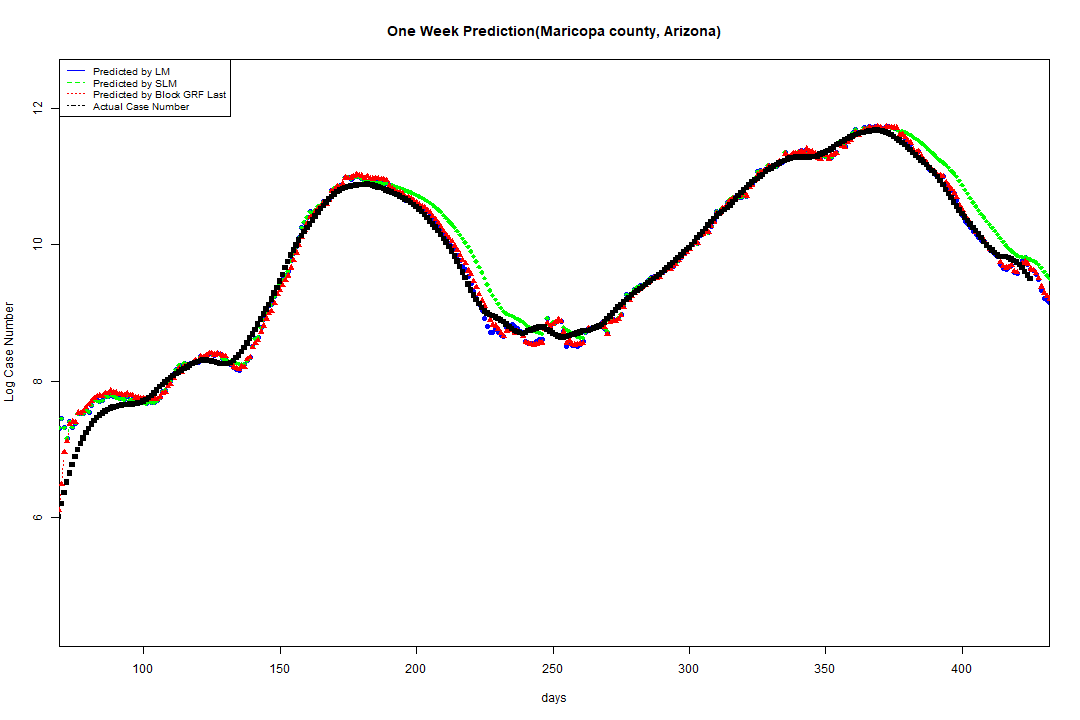 One Week Prediction(Maricopa county, Arizona)
Predicted by LM
Predicted by SLM
Predicted by Block GRF Last
Actual Case Number
12
10
8
6
Log Case Number
100 150 200 250 300 350 400
days